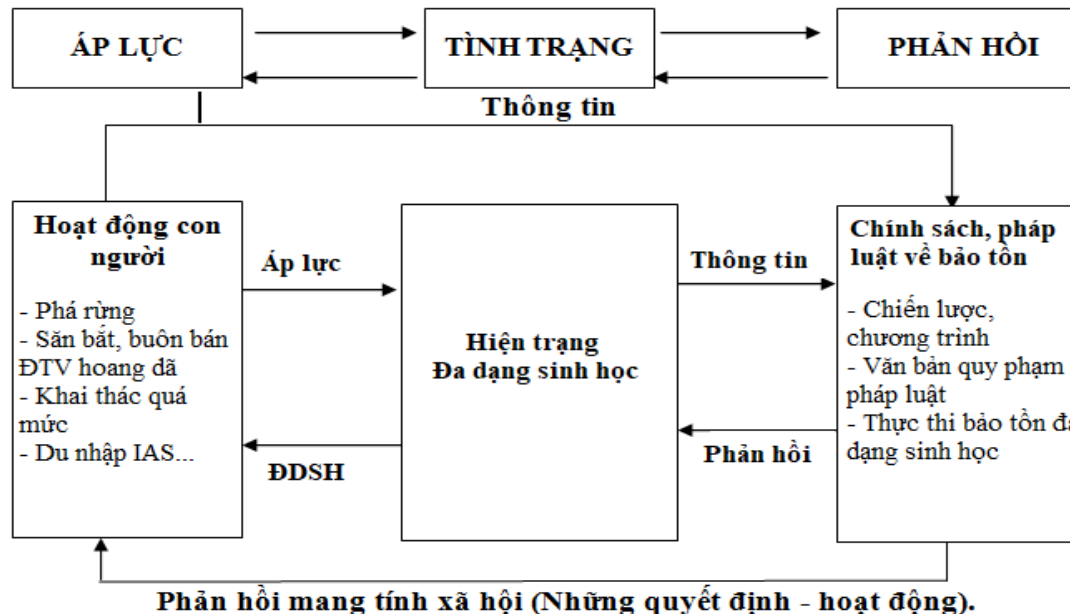 ÁP LỰC
TÌNH TRẠNG
PHẢN HỒI
Thông tin
Hoạt động con
người
- Phá rừng
- Săn bắt, buôn bán
ĐTV hoang dã
- Khai thác quá
mức
- Du nhập IAS...
Áp lực
ĐDSH
Hiện trạng
Đa dạng sinh học
Thông tin
Phản hồi
Chính sách, pháp
luật về bảo tồn
- Chiến lược,
chương trình
- Văn bản quy phạm
pháp luật
- Thực thi bảo tồn đa
dạng sinh học
Phản hồi mang tính xã hội (Những quyết định - hoạt động).